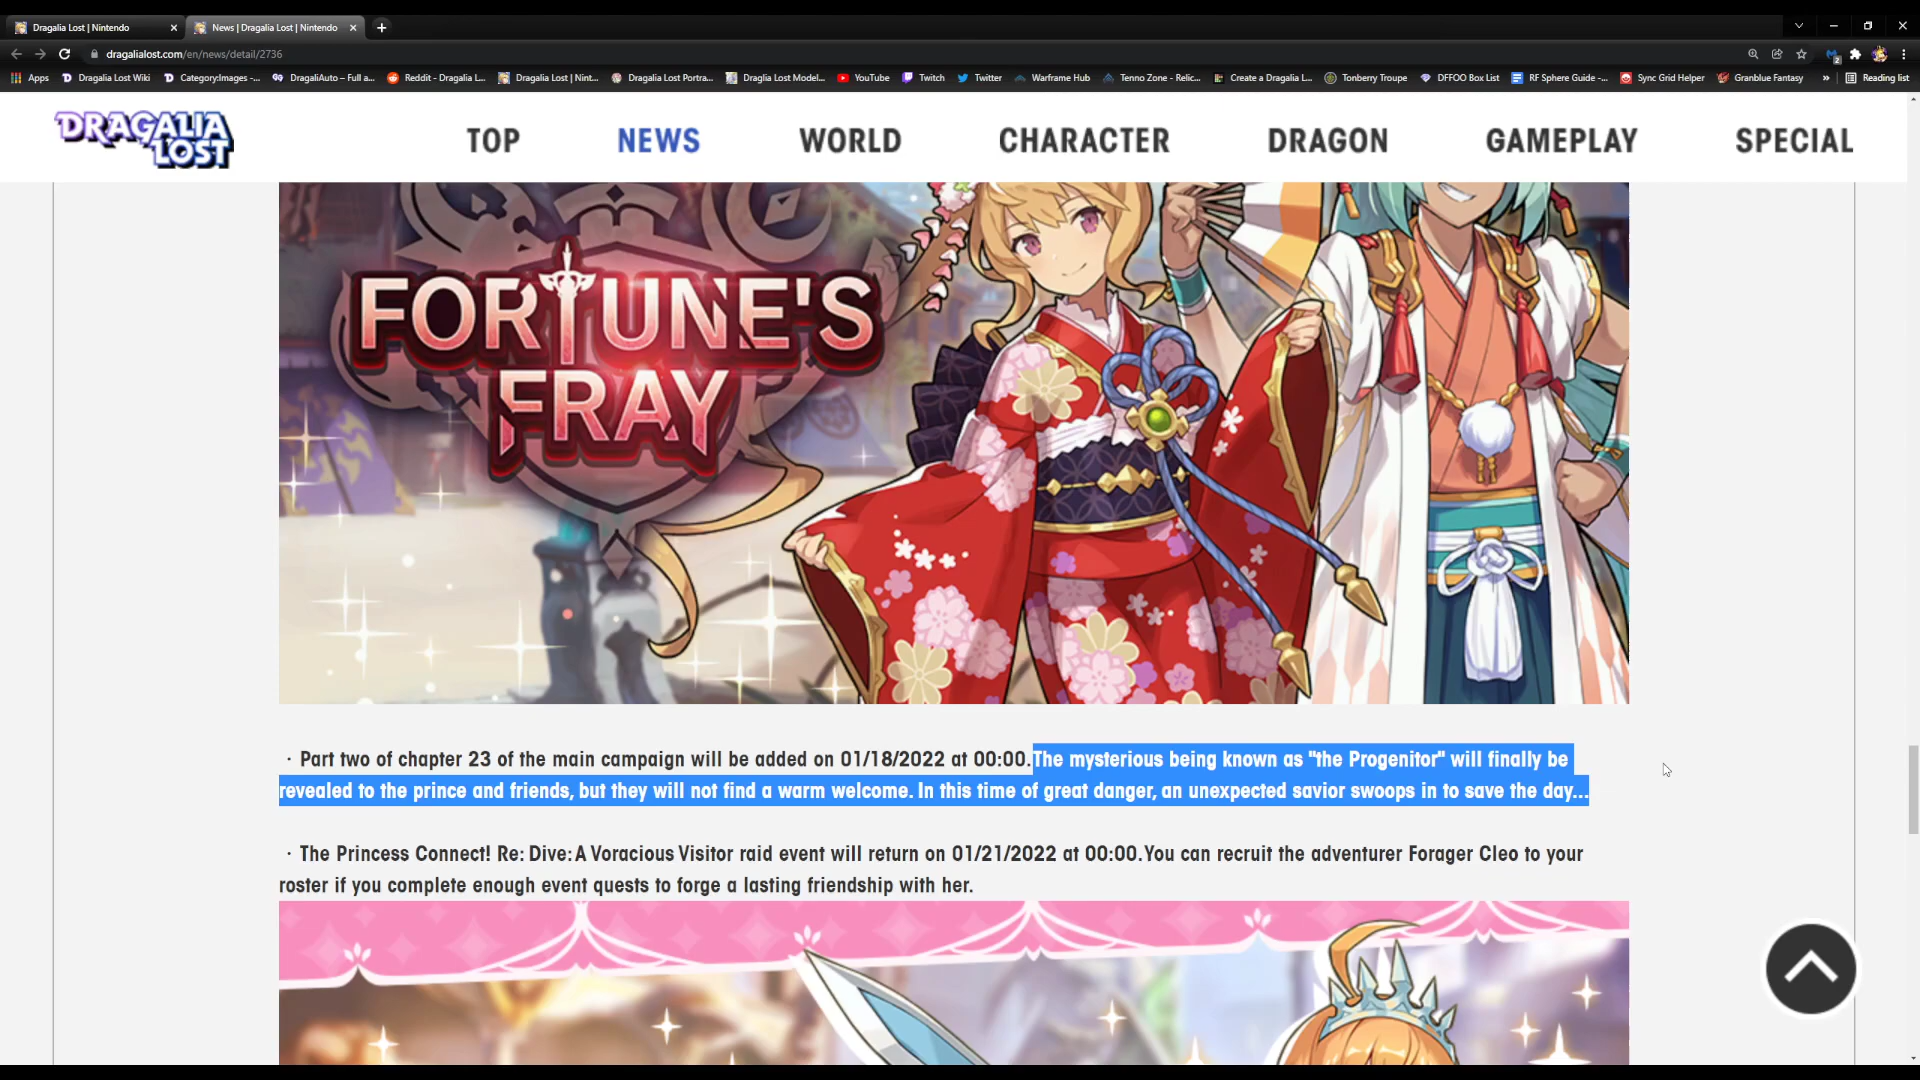 Dragalia Lost | Nintendo
News | Dragalia Lost | Nintendo
dragalialost.com/en/news/detail/2736
Apps Dragalia Lost Wiki Category:Images -... DragaliAuto – Full a... Reddit - Dragalia L... Dragalia Lost | Nint... Dragalia Lost Portra... Draglia Lost Model... YouTube Twitch Twitter Warframe Hub Tenno Zone - Relic... Create a Dragalia L... Tonberry Troupe DFFOO Box List RF Sphere Guide -... Sync Grid Helper Granblue Fantasy » Reading list
DRAGALIA
LOST
TOP NEWS WORLD CHARACTER DRAGON GAMEPLAY SPECIAL
FORTUNE'S
FRAY
· Part two of chapter 23 of the main campaign will be added on 01/18/2022 at 00:00.The mysterious being known as "the Progenitor" will finally be
revealed to the prince and friends, but they will not find a warm welcome. In this time of great danger, an unexpected savior swoops in to save the day...
· The Princess Connect! Re: Dive: A Voracious Visitor raid event will return on 01/21/2022 at 00:00.You can recruit the adventurer Forager Cleo to your
roster if you complete enough event quests to forge a lasting friendship with her.